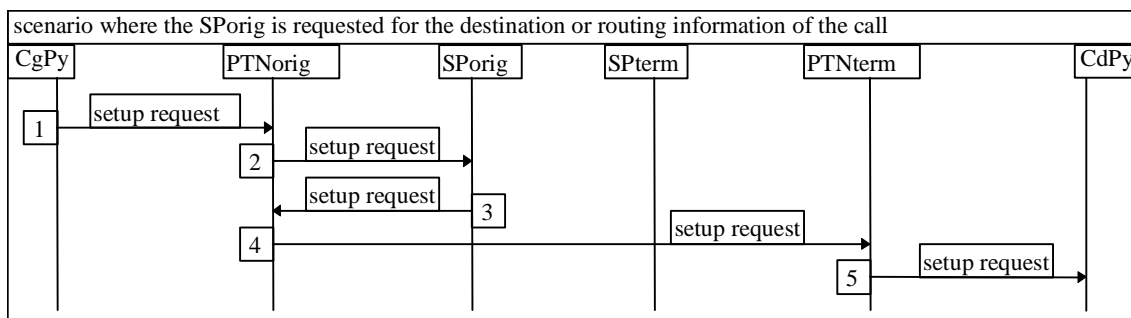 scenario where the SPorig is requested for the destination or routing information of the call
CgPy PTNorig SPorig SPterm PTNterm CdPy
1 setup request
2 setup request
setup request 3
4 setup request
5 setup request